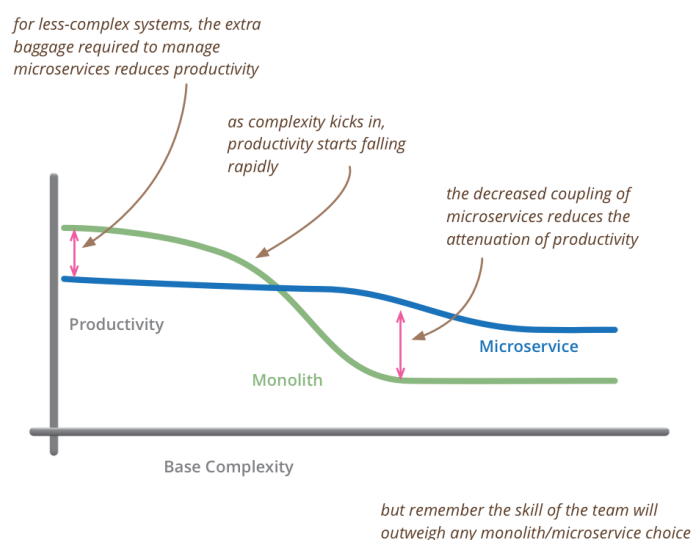 for less-complex systems, the extra
baggage required to manage
microservices reduces productivity
as complexity kicks in,
productivity starts falling
rapidly
the decreased coupling of
microservices reduces the
attenuation of productivity
Productivity
Microservice
Monolith
Base Complexity
but remember the skill of the team will
outweigh any monolith/microservice choice